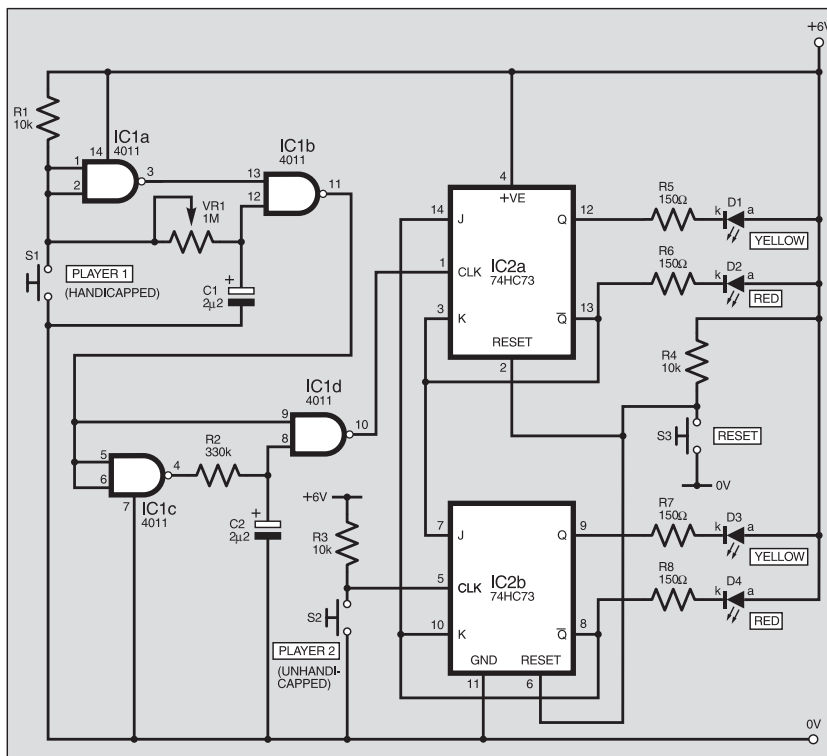 +6V
R1
10k
IC1a
4011
14
1
2
3
IC1b
4011
13
12
11
VR1
1M
S1
PLAYER 1
(HANDICAPPED)
C1
2µ2
+
4
+VE
14
J
Q
12
1
CLK
IC2a
74HC73
3
K
Q
13
RESET
2
R5
150Ω
D1
k
a
YELLOW
R6
150Ω
D2
k
a
RED
R4
10k
S3
RESET
0V
IC1d
4011
9
8
10
5
6
4
7
IC1c
4011
R2
330k
C2
2µ2
+
+6V
R3
10k
S2
PLAYER 2
(UNHANDI-
CAPPED)
7
J
Q
9
5
CLK
IC2b
74HC73
10
K
Q
8
GND
RESET
11
6
R7
150Ω
D3
k
a
YELLOW
R8
150Ω
D4
k
a
RED
0V